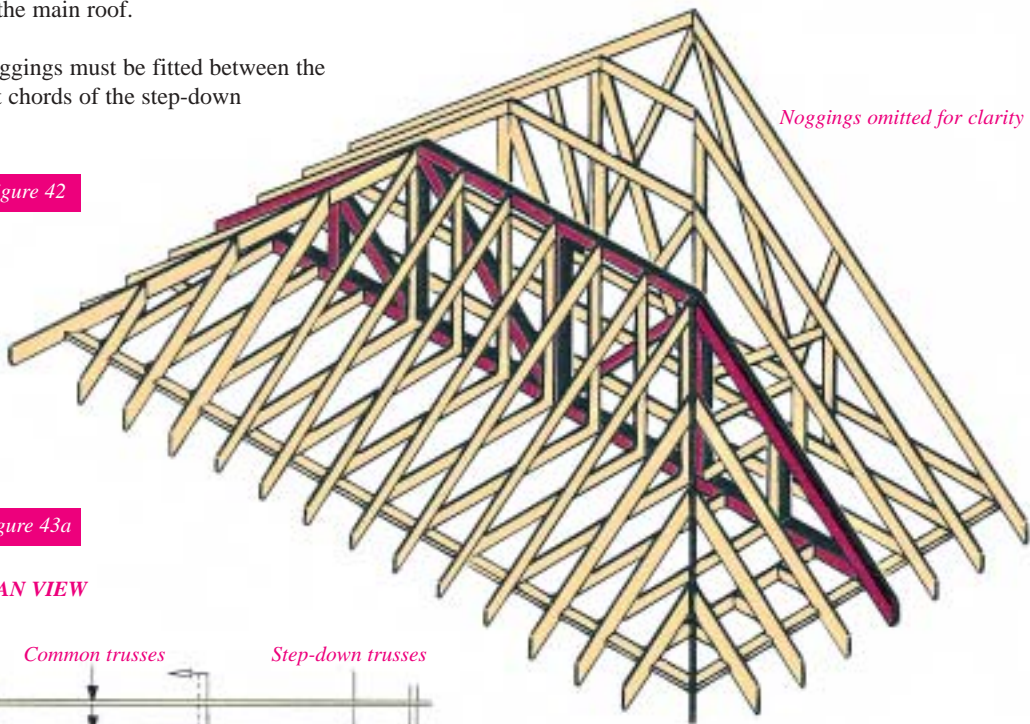 the main roof.
ggings must be fitted between the
t chords of the step-down
Noggings omitted for clarity
gure 42
gure 43a
AN VIEW
Common trusses
Step-down trusses